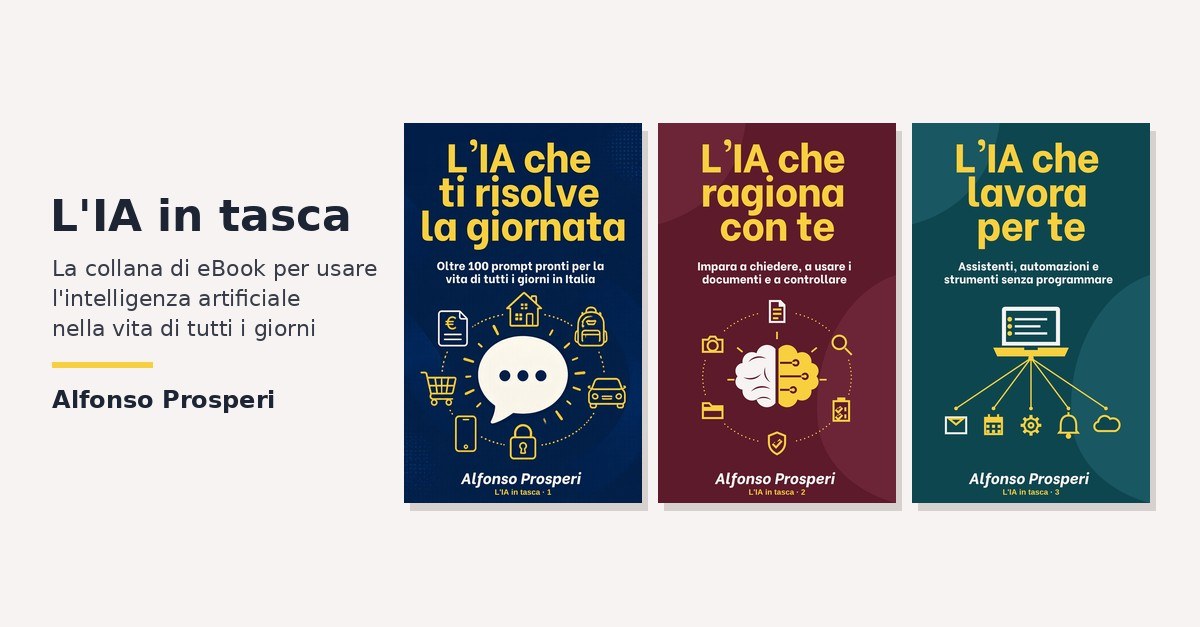 L'IA in tasca
La collana di eBook per usare
l'intelligenza artificiale
nella vita di tutti i giorni
Alfonso Prosperi
L'IA che
ti risolve
la giornata
Oltre 100 prompt pronti per la
vita di tutti i giorni in Italia
€
Alfonso Prosperi
L'IA in tasca · 1
L'IA che
ragiona
con te
Impara a chiedere, a usare i
documenti e a controllare
Alfonso Prosperi
L'IA in tasca · 2
L'IA che
lavora
per te
Assistenti, automazioni e
strumenti senza programmare
Alfonso Prosperi
L'IA in tasca · 3